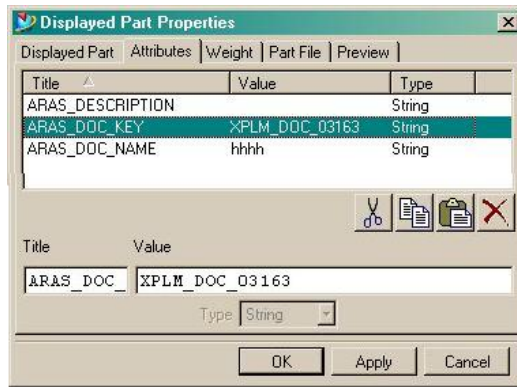 Displayed Part Properties
Displayed Part Attributes Weight Part File Preview
Title Value Type
ARAS_DESCRIPTION String
ARAS_DOC_KEY XPLM_DOC_03163 String
ARAS_DOC_NAME hhhh String
Title Value
ARAS_DOC_ XPLM_DOC_03163
Type String
OK Apply Cancel